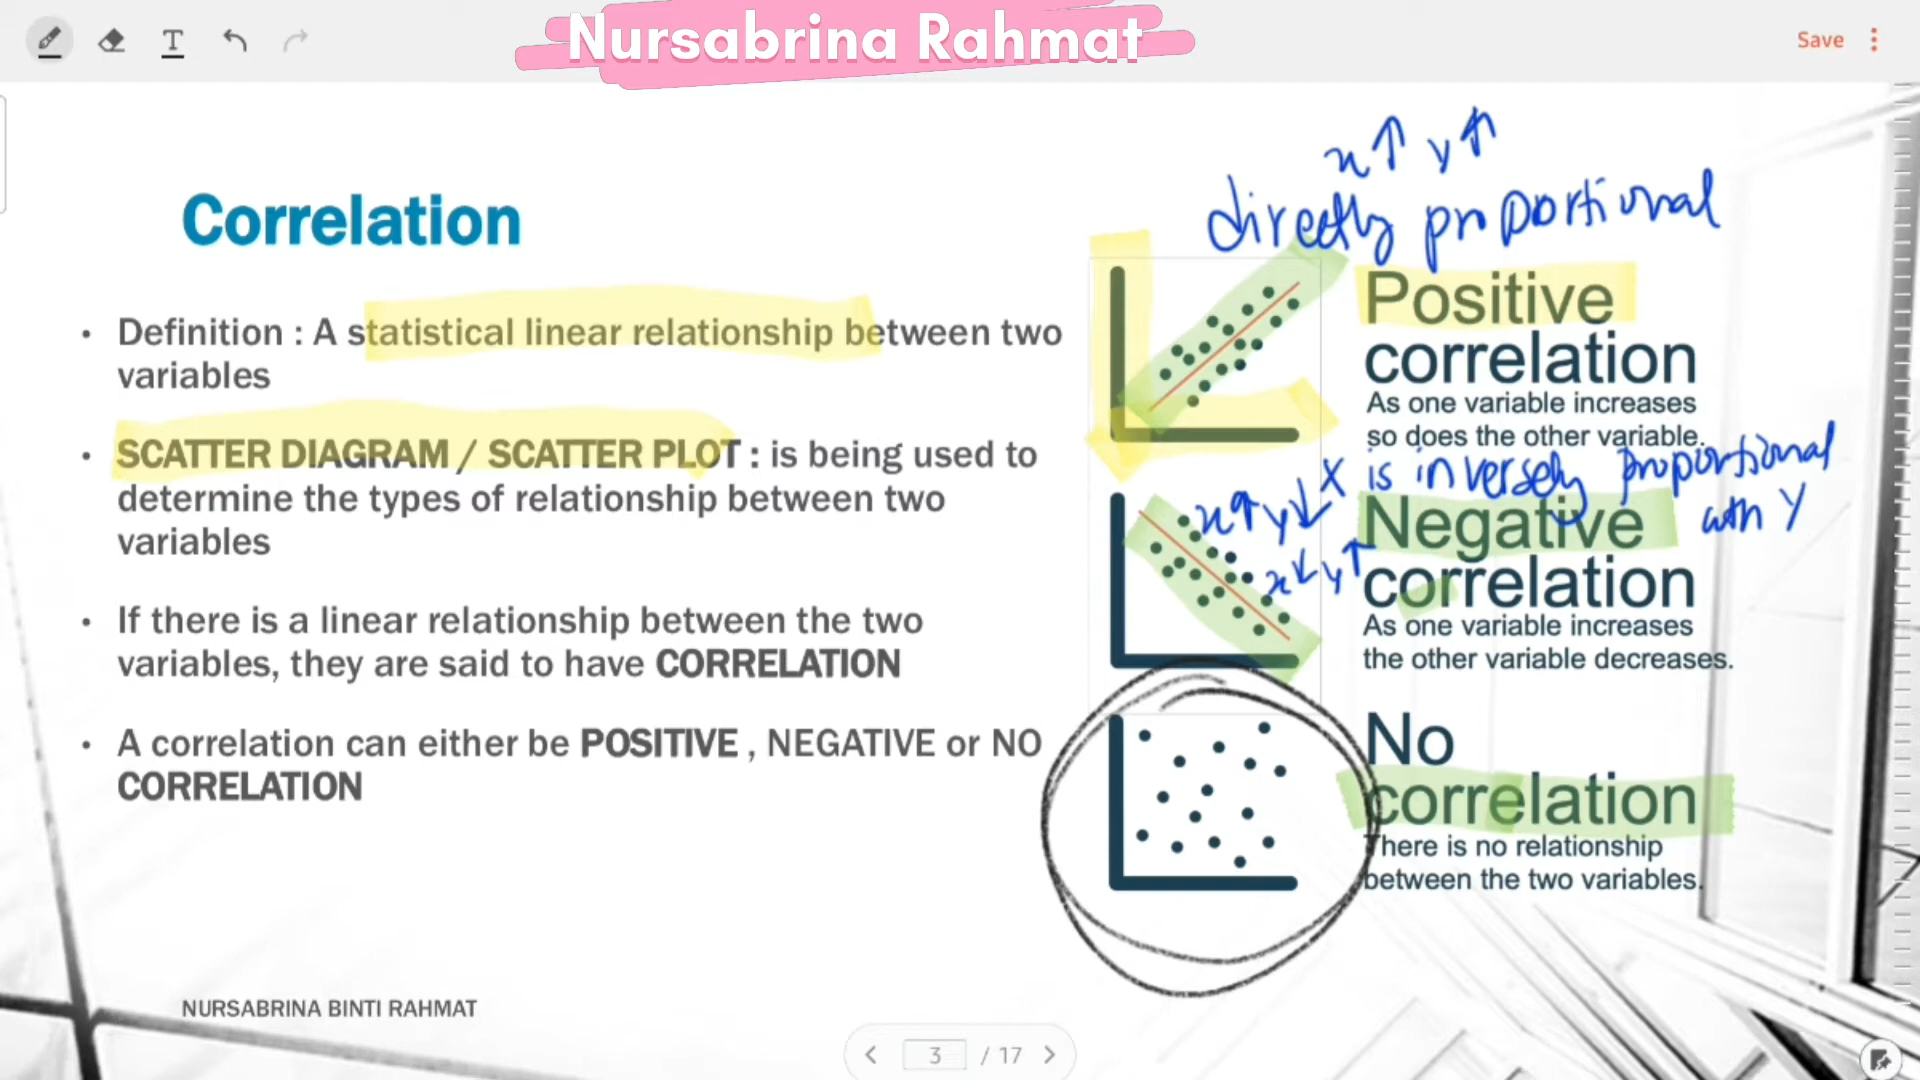 Nursabrina Rahmat
T
Save
x↑ y↑
directly proportional
Correlation
• Definition : A statistical linear relationship between two
variables
• SCATTER DIAGRAM / SCATTER PLOT : is being used to
determine the types of relationship between two
variables
• If there is a linear relationship between the two
variables, they are said to have CORRELATION
• A correlation can either be POSITIVE , NEGATIVE or NO
CORRELATION
Positive
correlation
As one variable increases
so does the other variable.
x↑ y↓ X is inversely proportional
with Y
x↓ y↑
Negative
correlation
As one variable increases
the other variable decreases.
No
correlation
There is no relationship
between the two variables.
NURSABRINA BINTI RAHMAT
3 / 17